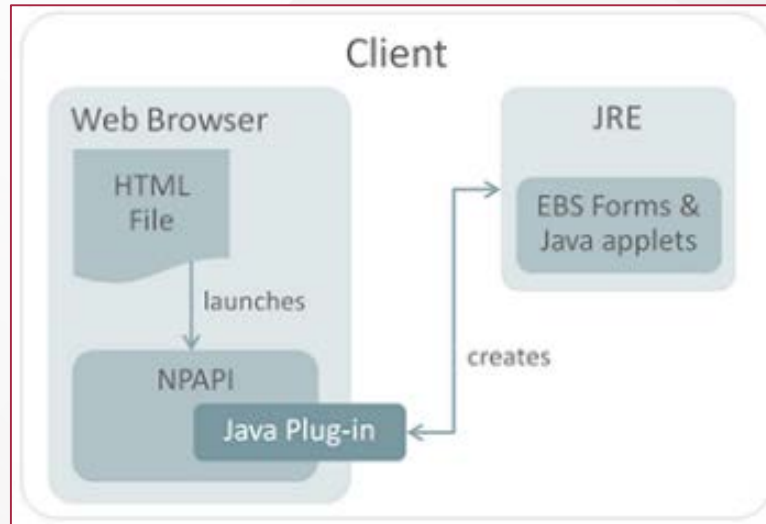 Client
Web Browser
HTML
File
launches
NPAPI
Java Plug-in
creates
JRE
EBS Forms &
Java applets